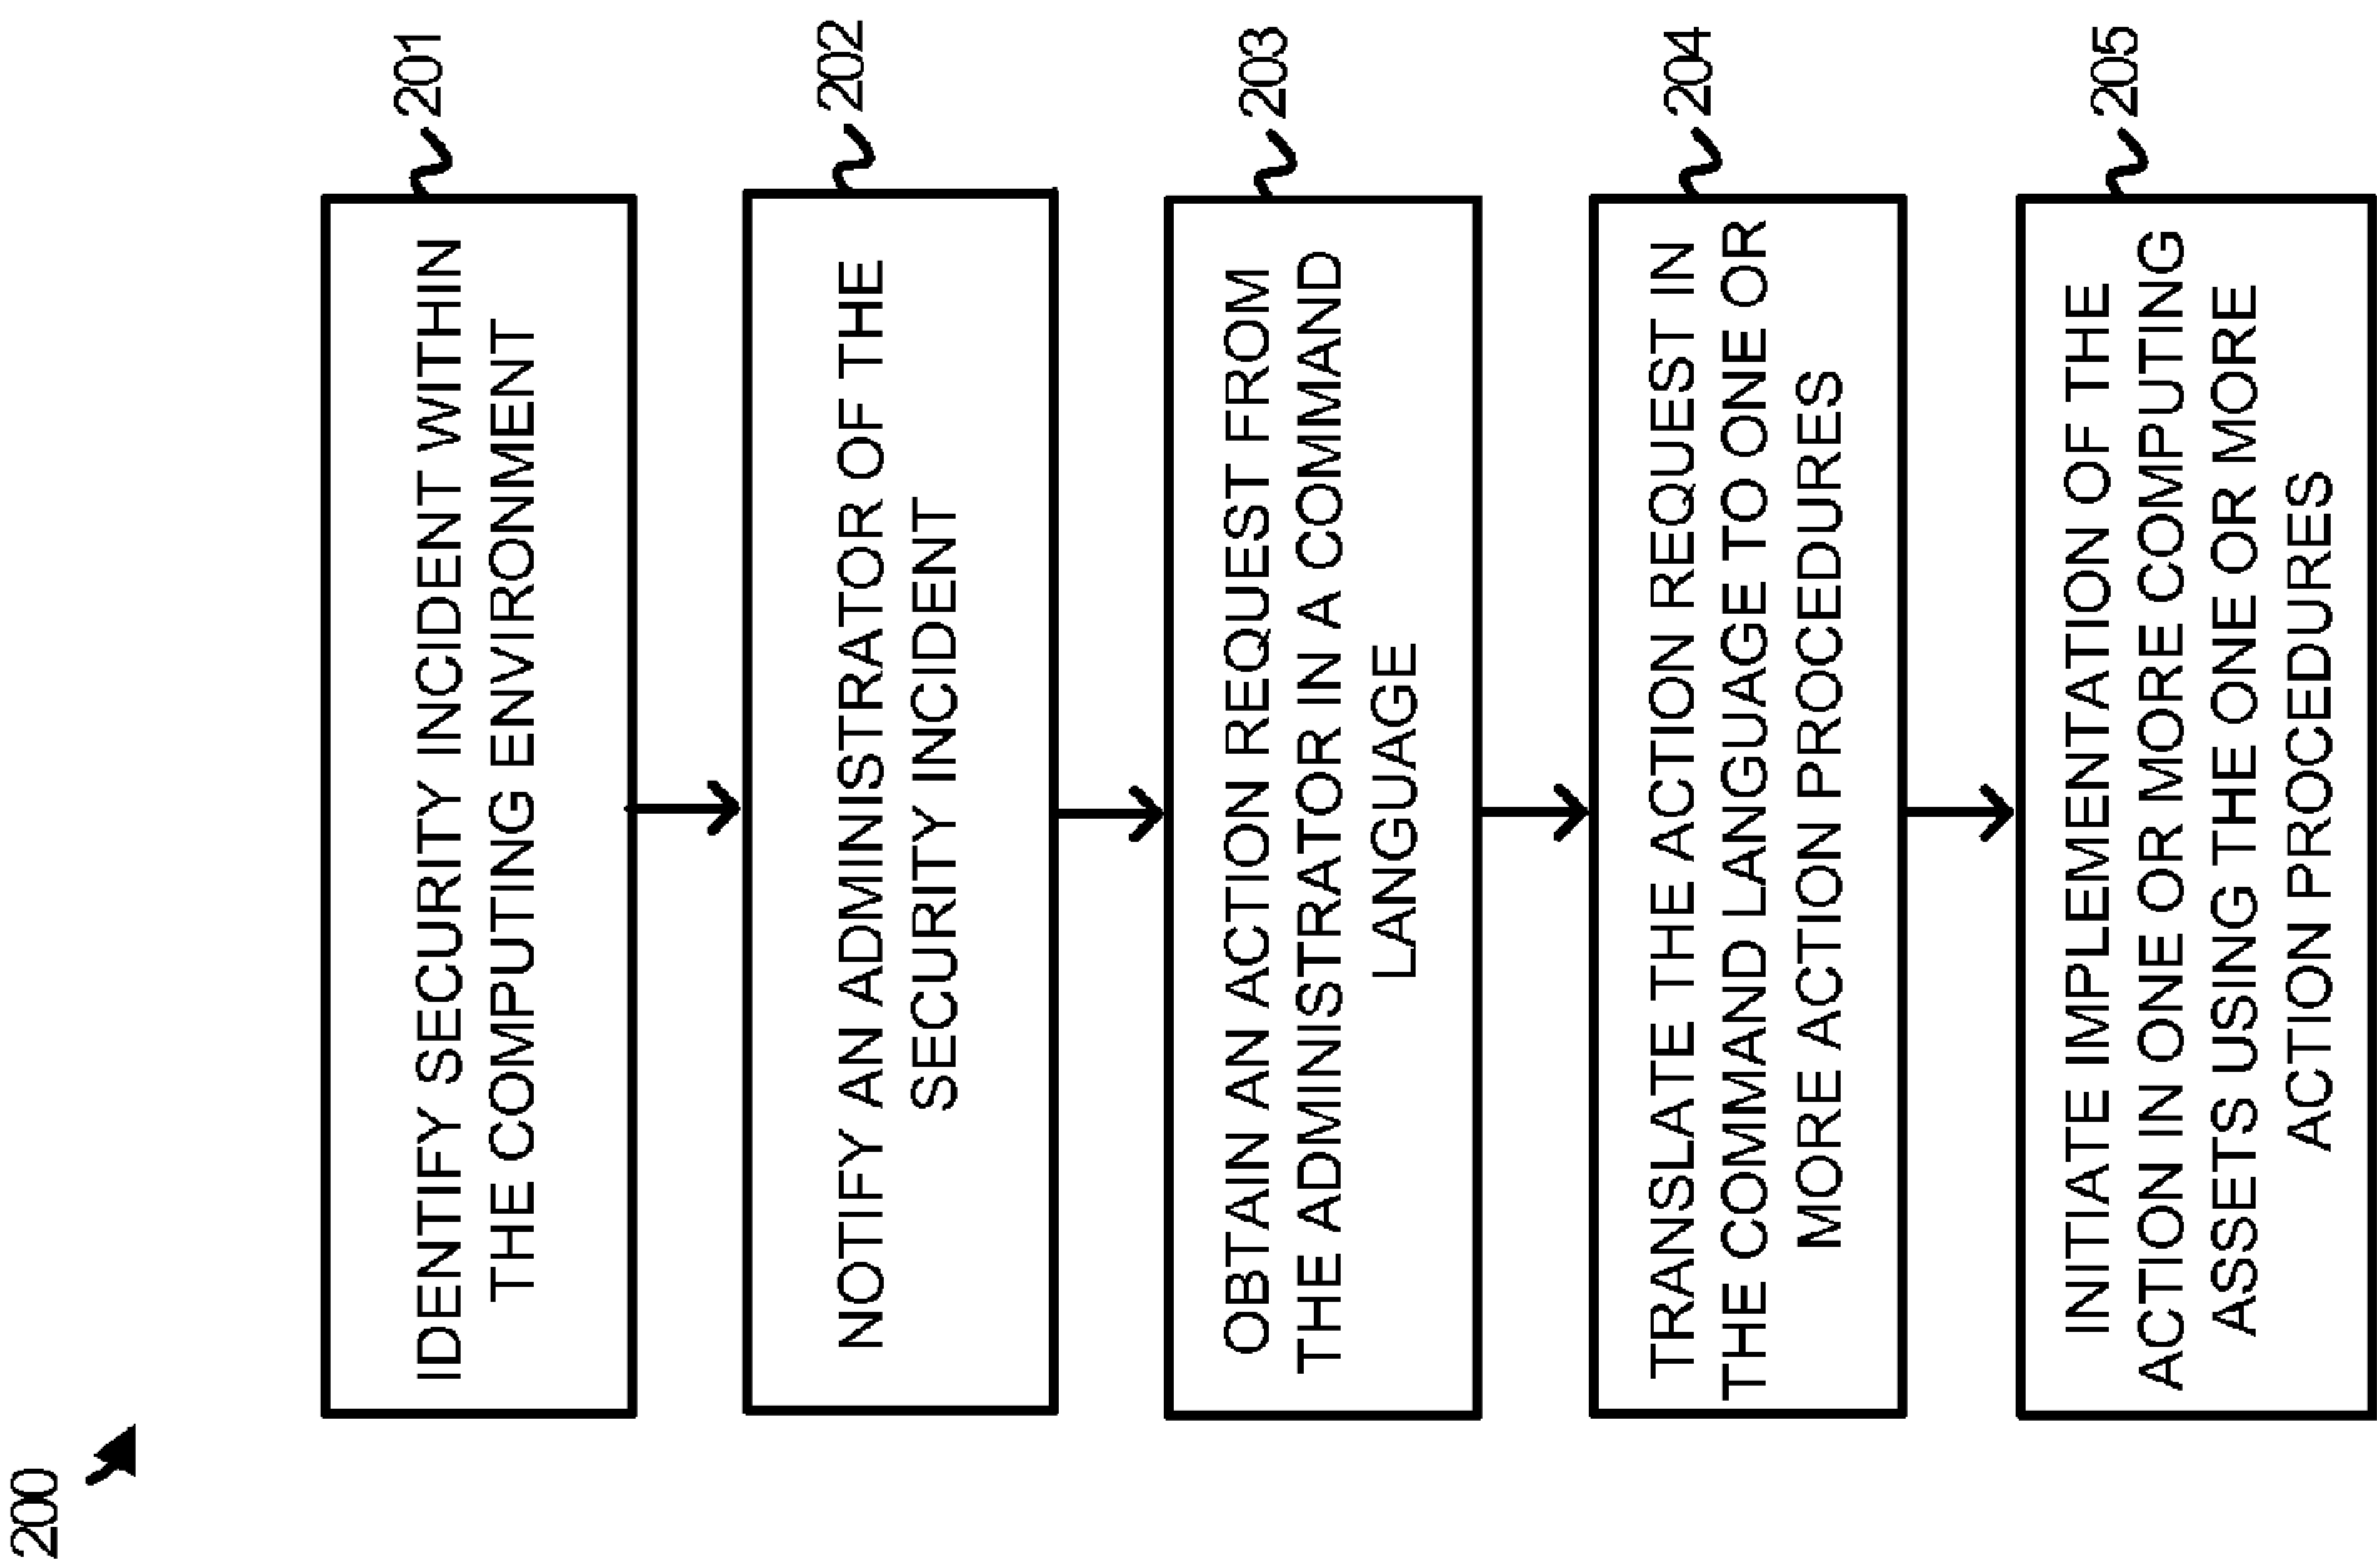 200
201
IDENTIFY SECURITY INCIDENT WITHIN
THE COMPUTING ENVIRONMENT
202
NOTIFY AN ADMINISTRATOR OF THE
SECURITY INCIDENT
203
OBTAIN AN ACTION REQUEST FROM
THE ADMINISTRATOR IN A COMMAND
LANGUAGE
204
TRANSLATE THE ACTION REQUEST IN
THE COMMAND LANGUAGE TO ONE OR
MORE ACTION PROCEDURES
205
INITIATE IMPLEMENTATION OF THE
ACTION IN ONE OR MORE COMPUTING
ASSETS USING THE ONE OR MORE
ACTION PROCEDURES